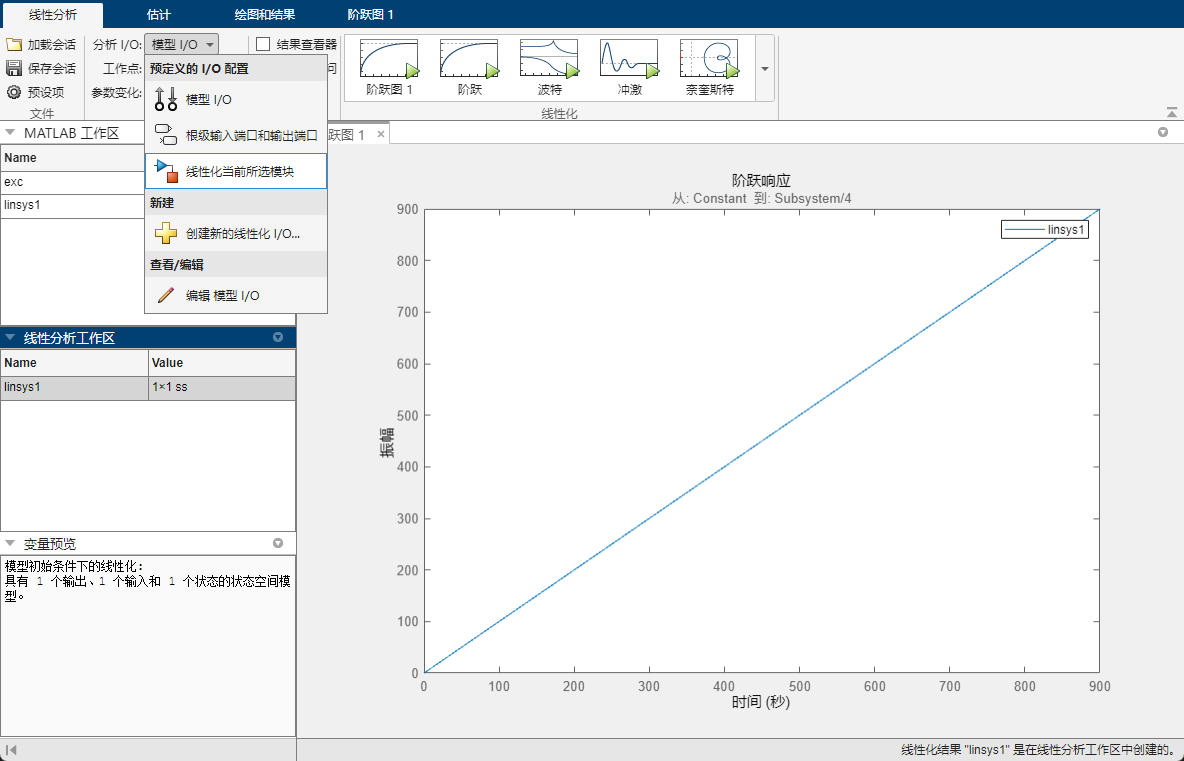 线性分析 估计 绘图和结果 阶跃图 1
加载会话 分析 I/O: 模型 I/O 结果查看器
保存会话 工作点: 问
预设项 参数变化:
文件
预定义的 I/O 配置
模型 I/O
根级输入端口和输出端口
线性化当前所选模块
新建
创建新的线性化 I/O...
查看/编辑
编辑 模型 I/O
阶跃图 1 阶跃 波特 冲激 奈奎斯特
线性化
MATLAB 工作区
Name
exc
linsys1
线性分析工作区
Name Value
linsys1 1×1 ss
变量预览
模型初始条件下的线性化:
具有 1 个输出、1 个输入和 1 个状态的状态空间模
型。
跃图 1 ×
阶跃响应
从: Constant 到: Subsystem/4
linsys1
900
800
700
600
500
400
300
200
100
0
振幅
0 100 200 300 400 500 600 700 800 900
时间 (秒)
线性化结果 "linsys1" 是在线性分析工作区中创建的。